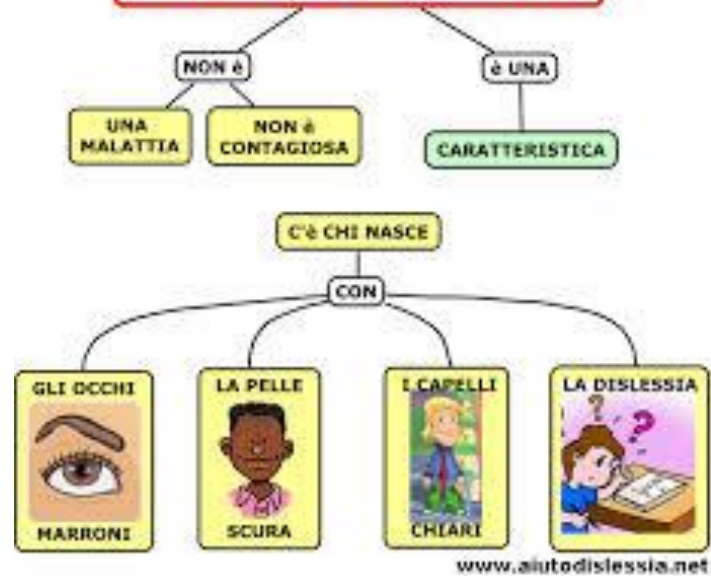 NON è
è UNA
UNA
MALATTIA
NON è
CONTAGIOSA
CARATTERISTICA
C'è CHI NASCE
CON
GLI OCCHI
MARRONI
LA PELLE
SCURA
I CAPELLI
CHIARI
LA DISLESSIA
www.aiutodislessia.net